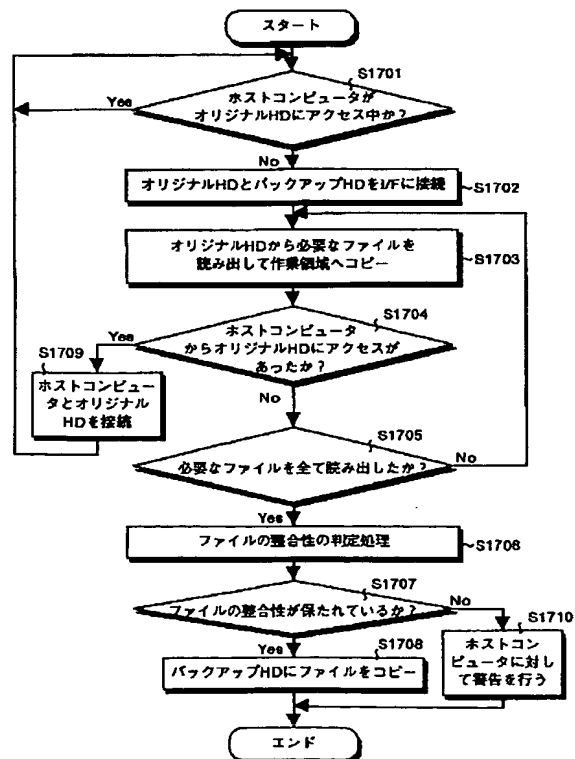 スタート
S1701
ホストコンピュータが
オリジナルHDにアクセス中か?
Yes
No
オリジナルHDとバックアップHDをI/Fに接続
S1702
オリジナルHDから必要なファイルを
読み出して作業領域へコピー
S1703
S1704
ホストコンピュータ
からオリジナルHDにアクセスが
あったか?
Yes
No
S1709
ホストコンピュー
タとオリジナル
HDを接続
S1705
必要なファイルを全て読み出したか?
No
Yes
ファイルの整合性の判定処理
S1706
S1707
ファイルの整合性が保たれているか?
No
Yes
S1708
バックアップHDにファイルをコピー
S1710
ホストコン
ピュータに対し
て警告を行う
エンド